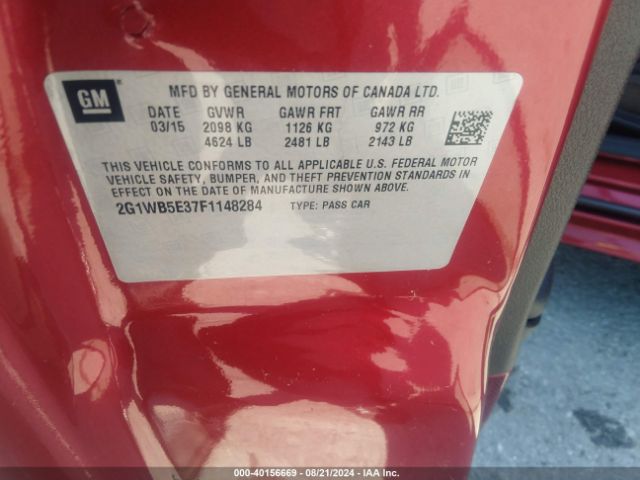 GM
MFD BY GENERAL MOTORS OF CANADA LTD.
DATE GVWR GAWR FRT GAWR RR
03/15 2098 KG 1126 KG 972 KG
4624 LB 2481 LB 2143 LB
THIS VEHICLE CONFORMS TO ALL APPLICABLE U.S. FEDERAL MOTOR
VEHICLE SAFETY, BUMPER, AND THEFT PREVENTION STANDARDS IN
EFFECT ON THE DATE OF MANUFACTURE SHOWN ABOVE.
2G1WB5E37F1148284 TYPE: PASS CAR
000-40156669 - 08/21/2024 - IAA Inc.